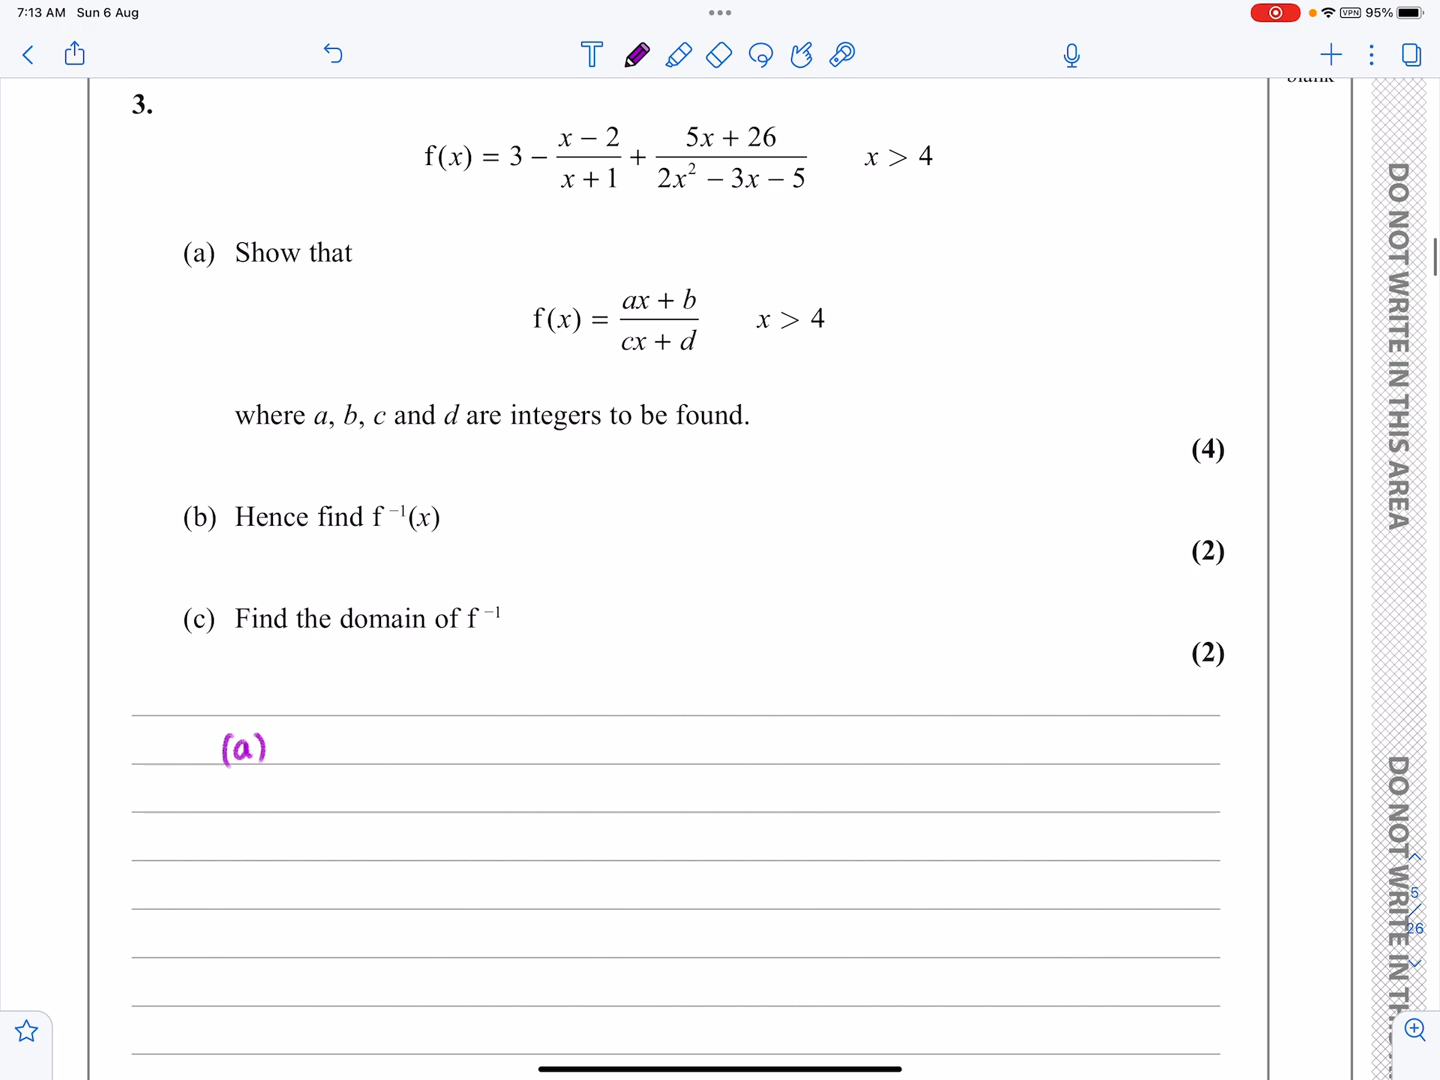 7:13 AM Sun 6 Aug
VPN 95%
blank
3.
f(x) = 3 − (x − 2)/(x + 1) + (5x + 26)/(2x² − 3x − 5) x > 4
(a) Show that
f(x) = (ax + b)/(cx + d) x > 4
where a, b, c and d are integers to be found.
(4)
(b) Hence find f ⁻¹(x)
(2)
(c) Find the domain of f ⁻¹
(2)
(a)
DO NOT WRITE IN THIS AREA
DO NOT WRITE IN TH
5
/
26